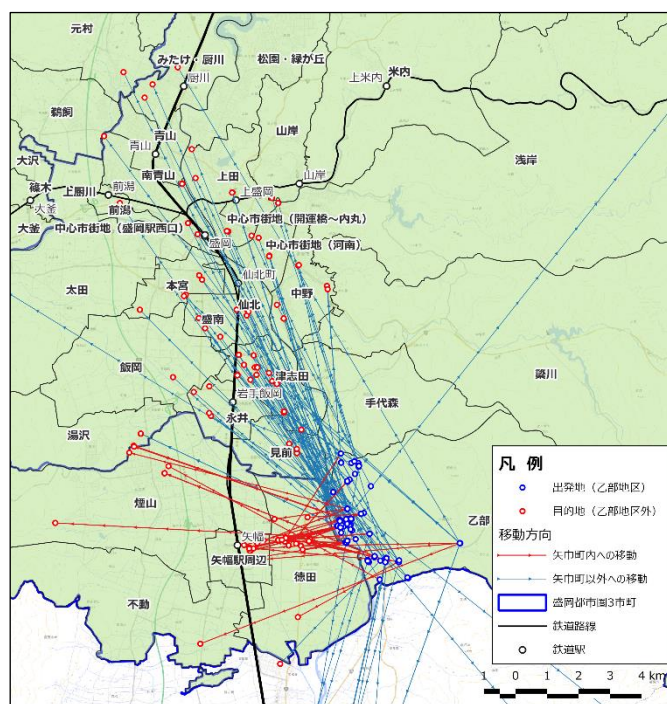 元村
みたけ・厨川
松園・緑が丘
厨川
上米内
米内
鵜飼
青山
山岸
青山
浅岸
大沢
南青山
上田
山岸
篠木
上厨川
前潟
上盛岡
大釜
前潟
大釜
中心市街地（盛岡駅西口）
中心市街地（開運橋～内丸）
盛岡
中心市街地（河南）
仙北町
太田
本宮
中野
仙北
盛南
簗川
飯岡
津志田
手代森
岩手飯岡
永井
湯沢
見前
煙山
乙部
矢幅
矢幅駅周辺
徳田
不動
凡 例
出発地（乙部地区）
目的地（乙部地区外）
移動方向
矢巾町内への移動
矢巾町以外への移動
盛岡都市圏3市町
鉄道路線
鉄道駅
1 0 1 2 3 4 km